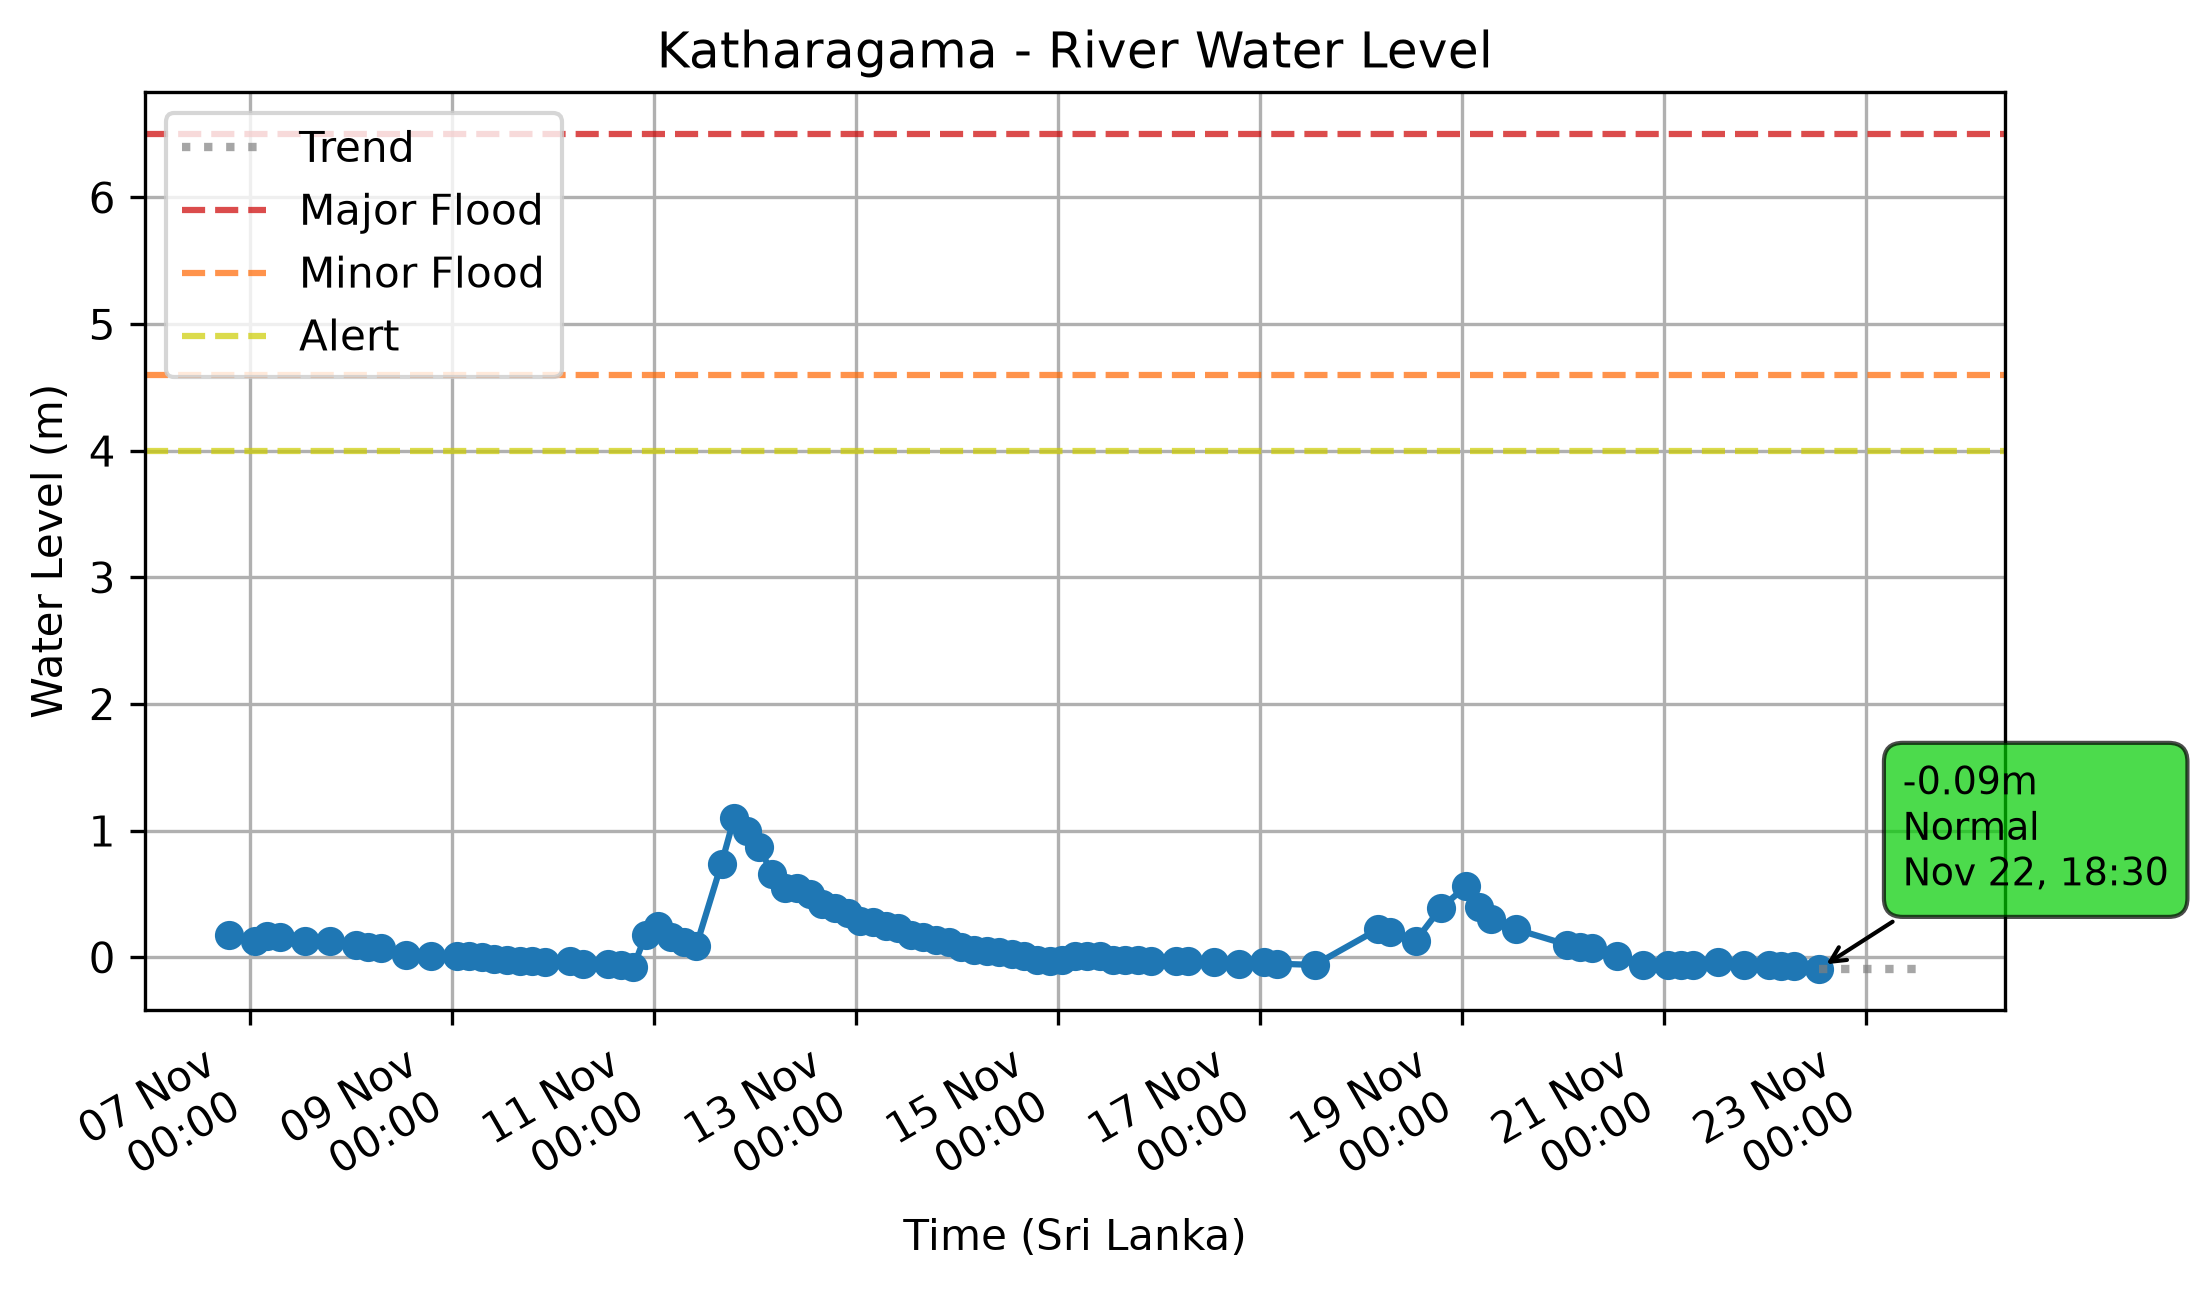 Katharagama - River Water Level
Trend
Major Flood
Minor Flood
Alert
Water Level (m)
6
5
4
3
2
1
0
-0.09m
Normal
Nov 22, 18:30
07 Nov
00:00
09 Nov
00:00
11 Nov
00:00
13 Nov
00:00
15 Nov
00:00
17 Nov
00:00
19 Nov
00:00
21 Nov
00:00
23 Nov
00:00
Time (Sri Lanka)